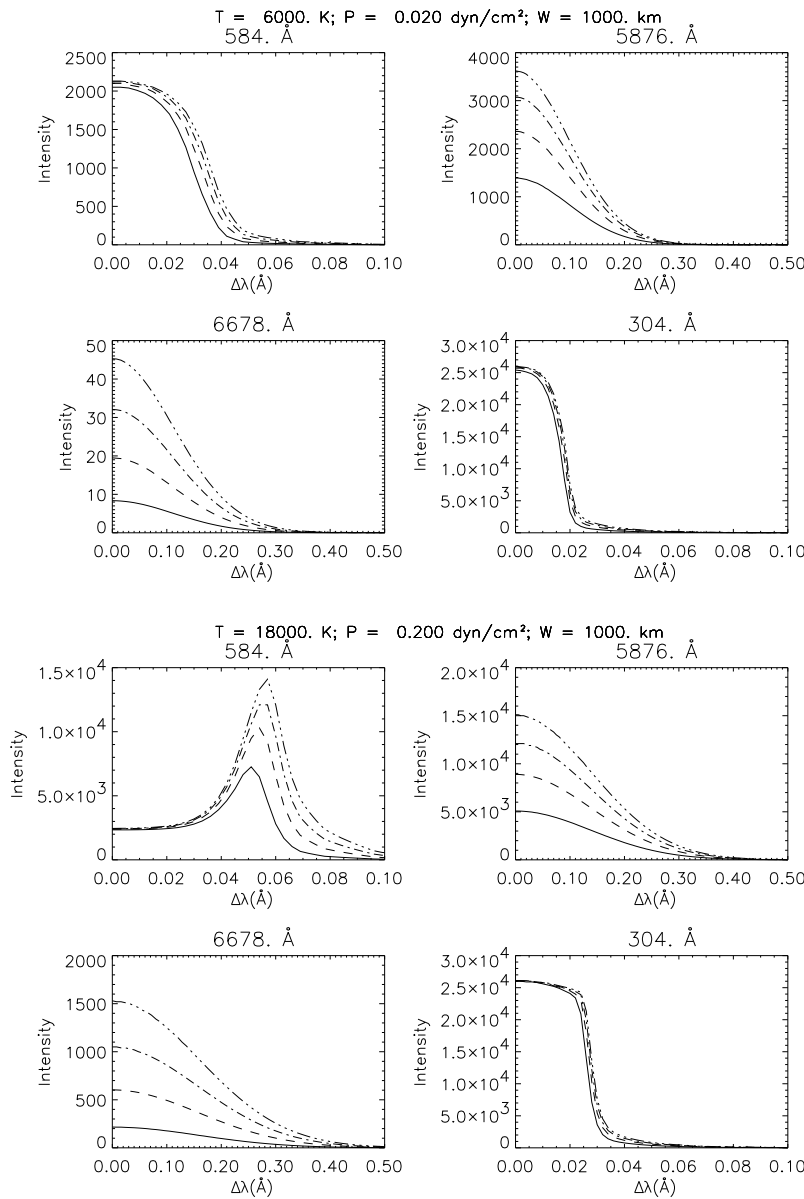 T = 6000. K; P = 0.020 dyn/cm²; W = 1000. km
584. Å
2500
2000
1500
1000
500
0
Intensity
0.00 0.02 0.04 0.06 0.08 0.10
Δλ(Å)
5876. Å
4000
3000
2000
1000
0
Intensity
0.00 0.10 0.20 0.30 0.40 0.50
Δλ(Å)
6678. Å
50
40
30
20
10
0
Intensity
0.00 0.10 0.20 0.30 0.40 0.50
Δλ(Å)
304. Å
3.0×10⁴
2.5×10⁴
2.0×10⁴
1.5×10⁴
1.0×10⁴
5.0×10³
0
Intensity
0.00 0.02 0.04 0.06 0.08 0.10
Δλ(Å)
T = 18000. K; P = 0.200 dyn/cm²; W = 1000. km
584. Å
1.5×10⁴
1.0×10⁴
5.0×10³
0
Intensity
0.00 0.02 0.04 0.06 0.08 0.10
Δλ(Å)
5876. Å
2.0×10⁴
1.5×10⁴
1.0×10⁴
5.0×10³
0
Intensity
0.00 0.10 0.20 0.30 0.40 0.50
Δλ(Å)
6678. Å
2000
1500
1000
500
0
Intensity
0.00 0.10 0.20 0.30 0.40 0.50
Δλ(Å)
304. Å
3.0×10⁴
2.5×10⁴
2.0×10⁴
1.5×10⁴
1.0×10⁴
5.0×10³
0
Intensity
0.00 0.02 0.04 0.06 0.08 0.10
Δλ(Å)